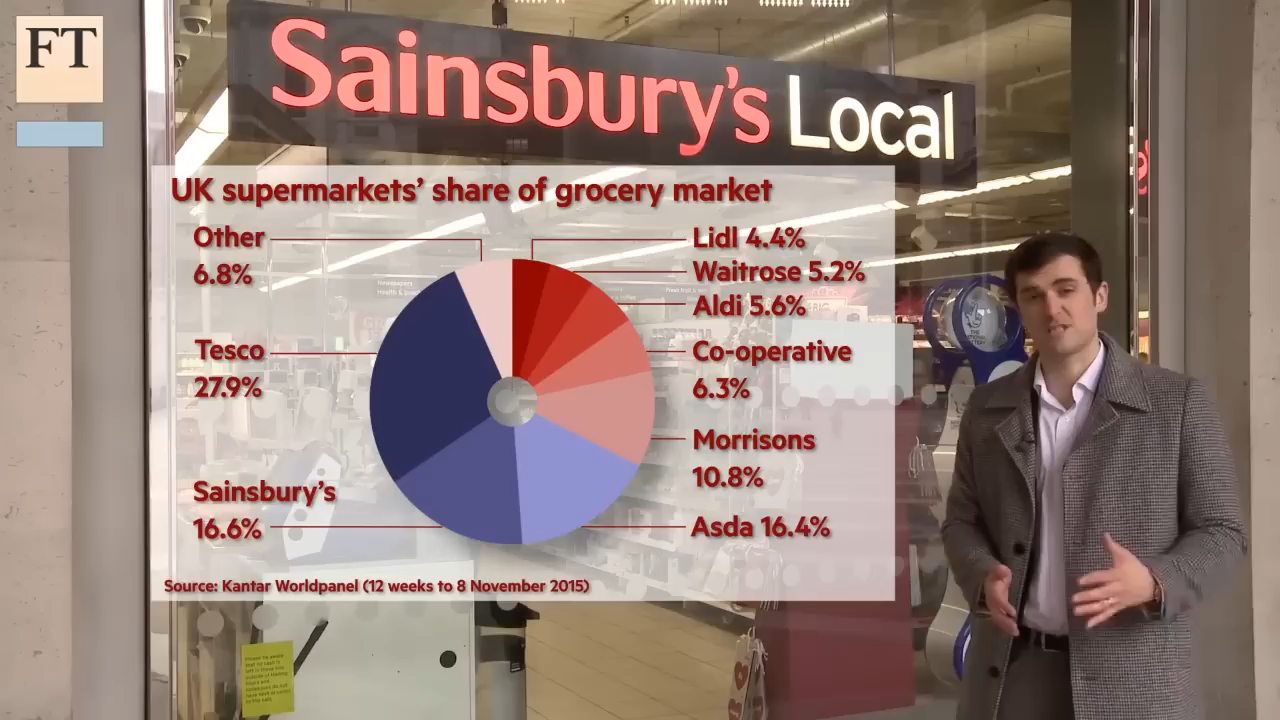 FT
Sainsbury's Local
UK supermarkets' share of grocery market
Other
6.8%
Lidl 4.4%
Waitrose 5.2%
Aldi 5.6%
Tesco
27.9%
Co-operative
6.3%
Morrisons
10.8%
Sainsbury's
16.6%
Asda 16.4%
Source: Kantar Worldpanel (12 weeks to 8 November 2015)